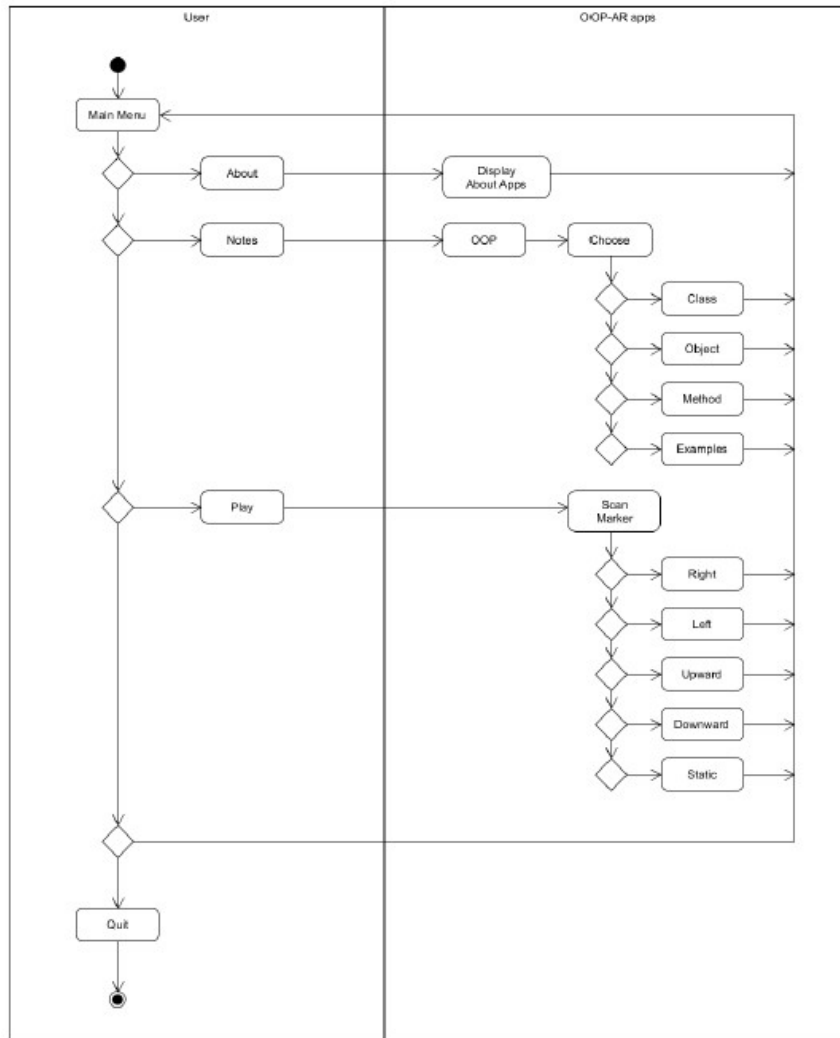 User
OOP-AR apps
Main Menu
About
Display
About Apps
Notes
OOP
Choose
Class
Object
Method
Examples
Play
Scan
Marker
Right
Left
Upward
Downward
Static
Quit